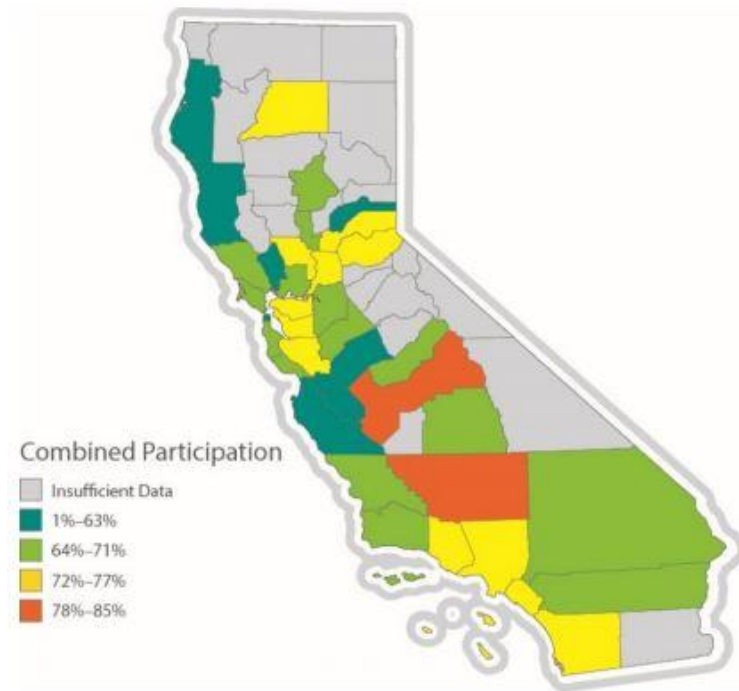 Combined Participation
Insufficient Data
1%–63%
64%–71%
72%–77%
78%–85%